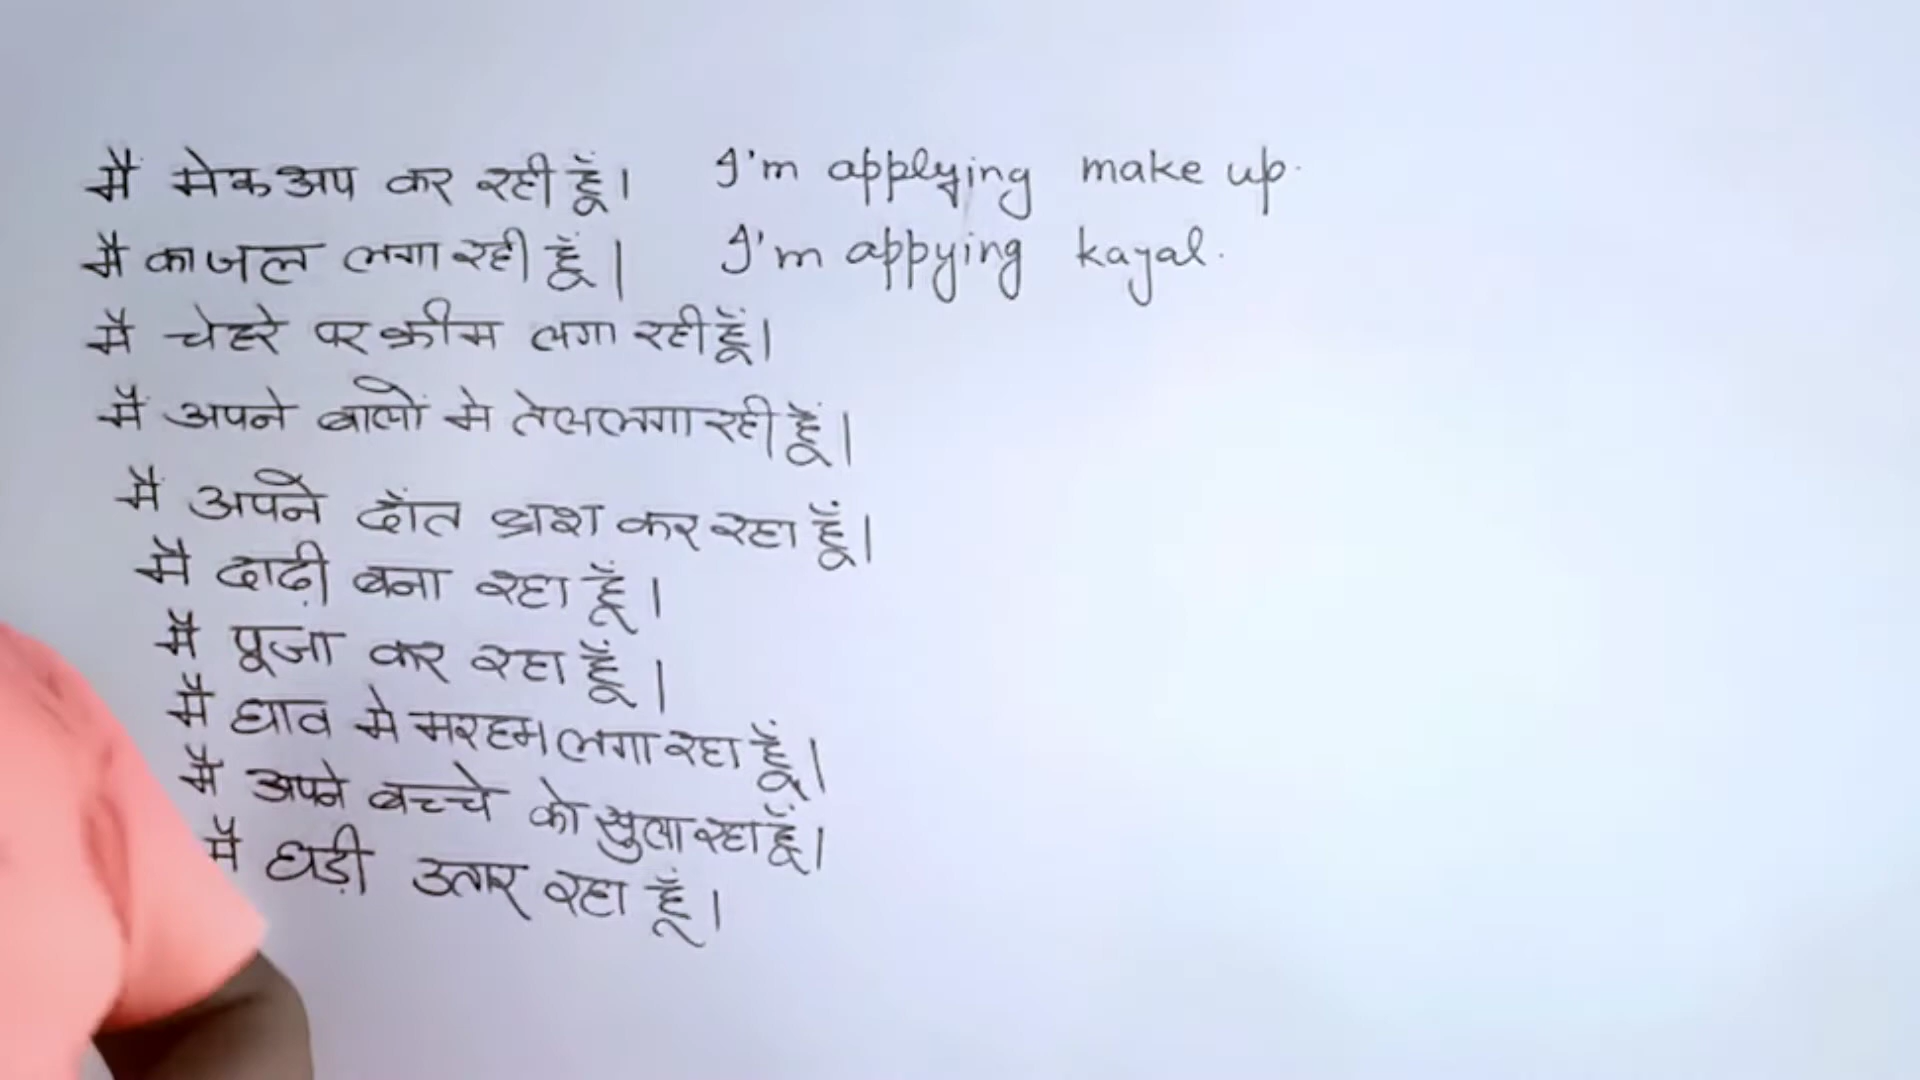 मैं मेकअप कर रही हूँ। I'm applying make up.
मैं काजल लगा रही हूँ। I'm appying kayal.
मैं चेहरे पर क्रीम लगा रही हूँ।
मैं अपने बालों मे तेल लगा रही हूँ।
मैं अपने दाँत ब्रश कर रहा हूँ।
मैं दाढ़ी बना रहा हूँ।
मैं पूजा कर रहा हूँ।
मैं घाव मे मरहम लगा रहा हूँ।
मैं अपने बच्चे को सुला रहा हूँ।
मैं घड़ी उतार रहा हूँ।